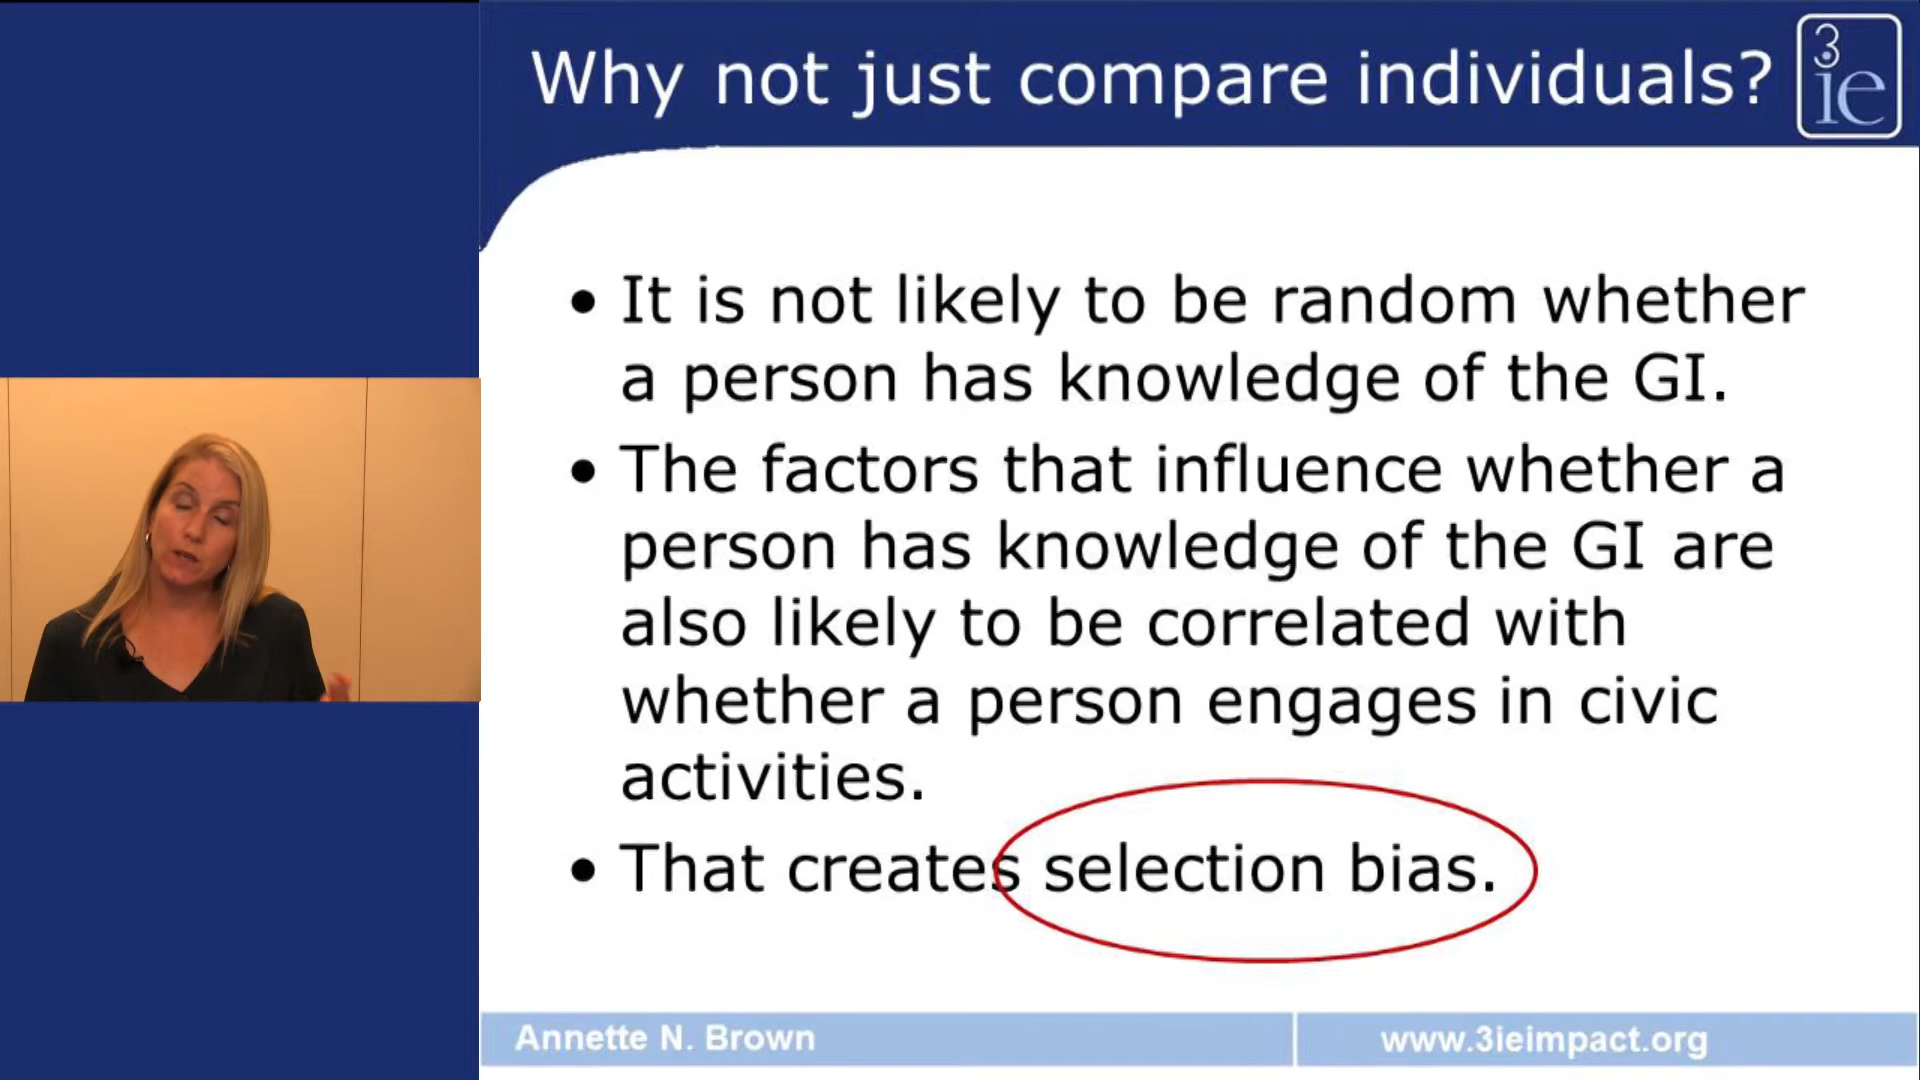 Why not just compare individuals?
3
ie
• It is not likely to be random whether
a person has knowledge of the GI.
• The factors that influence whether a
person has knowledge of the GI are
also likely to be correlated with
whether a person engages in civic
activities.
• That creates selection bias.
Annette N. Brown
www.3ieimpact.org